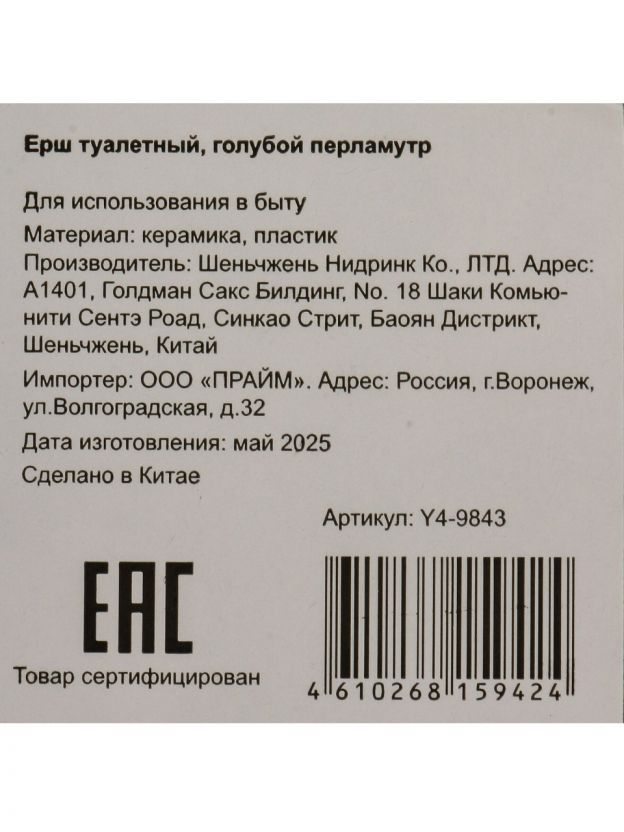 Ерш туалетный, голубой перламутр
Для использования в быту
Материал: керамика, пластик
Производитель: Шеньчжень Нидринк Ко., ЛТД. Адрес:
А1401, Голдман Сакс Билдинг, No. 18 Шаки Комью-
нити Сентэ Роад, Синкао Стрит, Баоян Дистрикт,
Шеньчжень, Китай
Импортер: ООО «ПРАЙМ». Адрес: Россия, г.Воронеж,
ул.Волгоградская, д.32
Дата изготовления: май 2025
Сделано в Китае
Артикул: Y4-9843
EAC
Товар сертифицирован
4 610268 159424